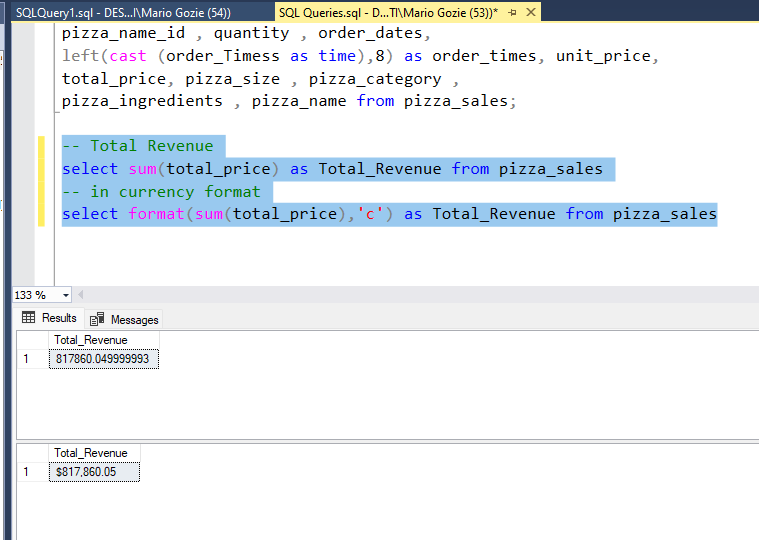 SQLQuery1.sql - DES...I\Mario Gozie (54))
SQL Queries.sql - D...TI\Mario Gozie (53))*
pizza_name_id , quantity , order_dates,
left(cast (order_Timess as time),8) as order_times, unit_price,
total_price, pizza_size , pizza_category ,
pizza_ingredients , pizza_name from pizza_sales;
-- Total Revenue
select sum(total_price) as Total_Revenue from pizza_sales
-- in currency format
select format(sum(total_price),'c') as Total_Revenue from pizza_sales
133 %
Results
Messages
Total_Revenue
1 817860.049999993
Total_Revenue
1 $817,860.05